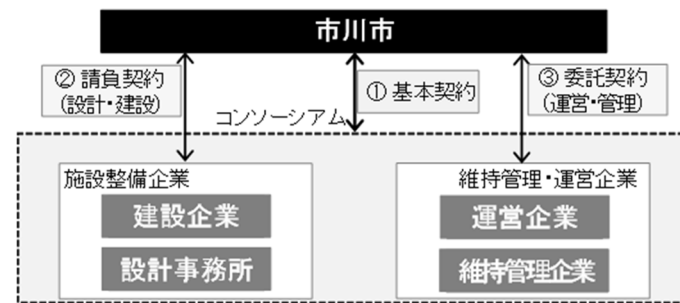 市川市
② 請負契約
(設計・建設)
① 基本契約
③ 委託契約
(運営・管理)
コンソーシアム
施設整備企業
建設企業
設計事務所
維持管理・運営企業
運営企業
維持管理企業